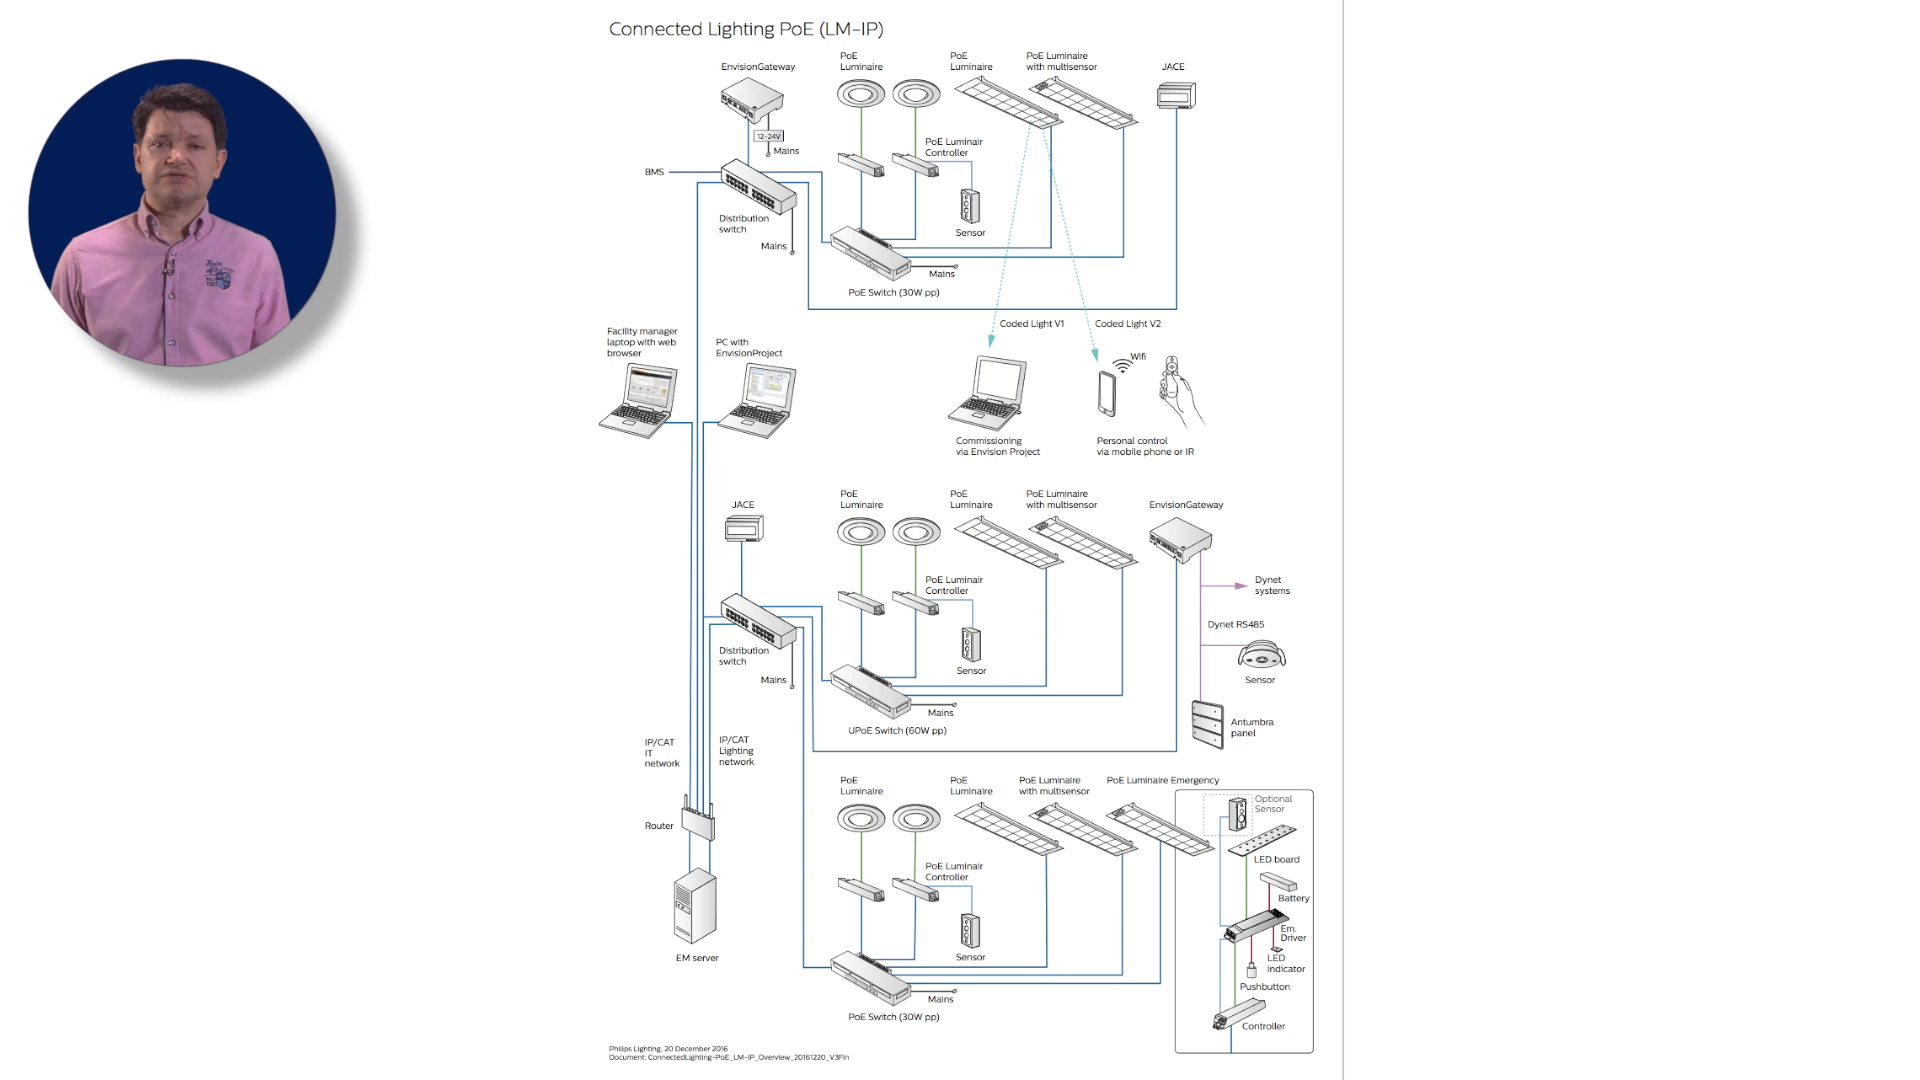 Connected Lighting PoE (LM-IP)
EnvisionGateway
PoE
Luminaire
PoE
Luminaire
PoE Luminaire
with multisensor
JACE
12-24V
Mains
PoE Luminair
Controller
BMS
Distribution
switch
Mains
Sensor
Mains
PoE Switch (30W pp)
Coded Light V1
Coded Light V2
Facility manager
laptop with web
browser
PC with
EnvisionProject
Wifi
Commissioning
via Envision Project
Personal control
via mobile phone or IR
JACE
PoE
Luminaire
PoE
Luminaire
PoE Luminaire
with multisensor
EnvisionGateway
PoE Luminair
Controller
Dynet
systems
Dynet RS485
Distribution
switch
Mains
Sensor
Sensor
Mains
UPoE Switch (60W pp)
Antumbra
panel
IP/CAT
IT
network
IP/CAT
Lighting
network
PoE
Luminaire
PoE
Luminaire
PoE Luminaire
with multisensor
PoE Luminaire Emergency
Optional
Sensor
Router
LED board
PoE Luminair
Controller
Battery
Em.
Driver
EM server
Sensor
LED
indicator
Pushbutton
Mains
PoE Switch (30W pp)
Controller
Philips Lighting, 20 December 2016
Document: ConnectedLighting-PoE_LM-IP_Overview_20161220_V3Fin